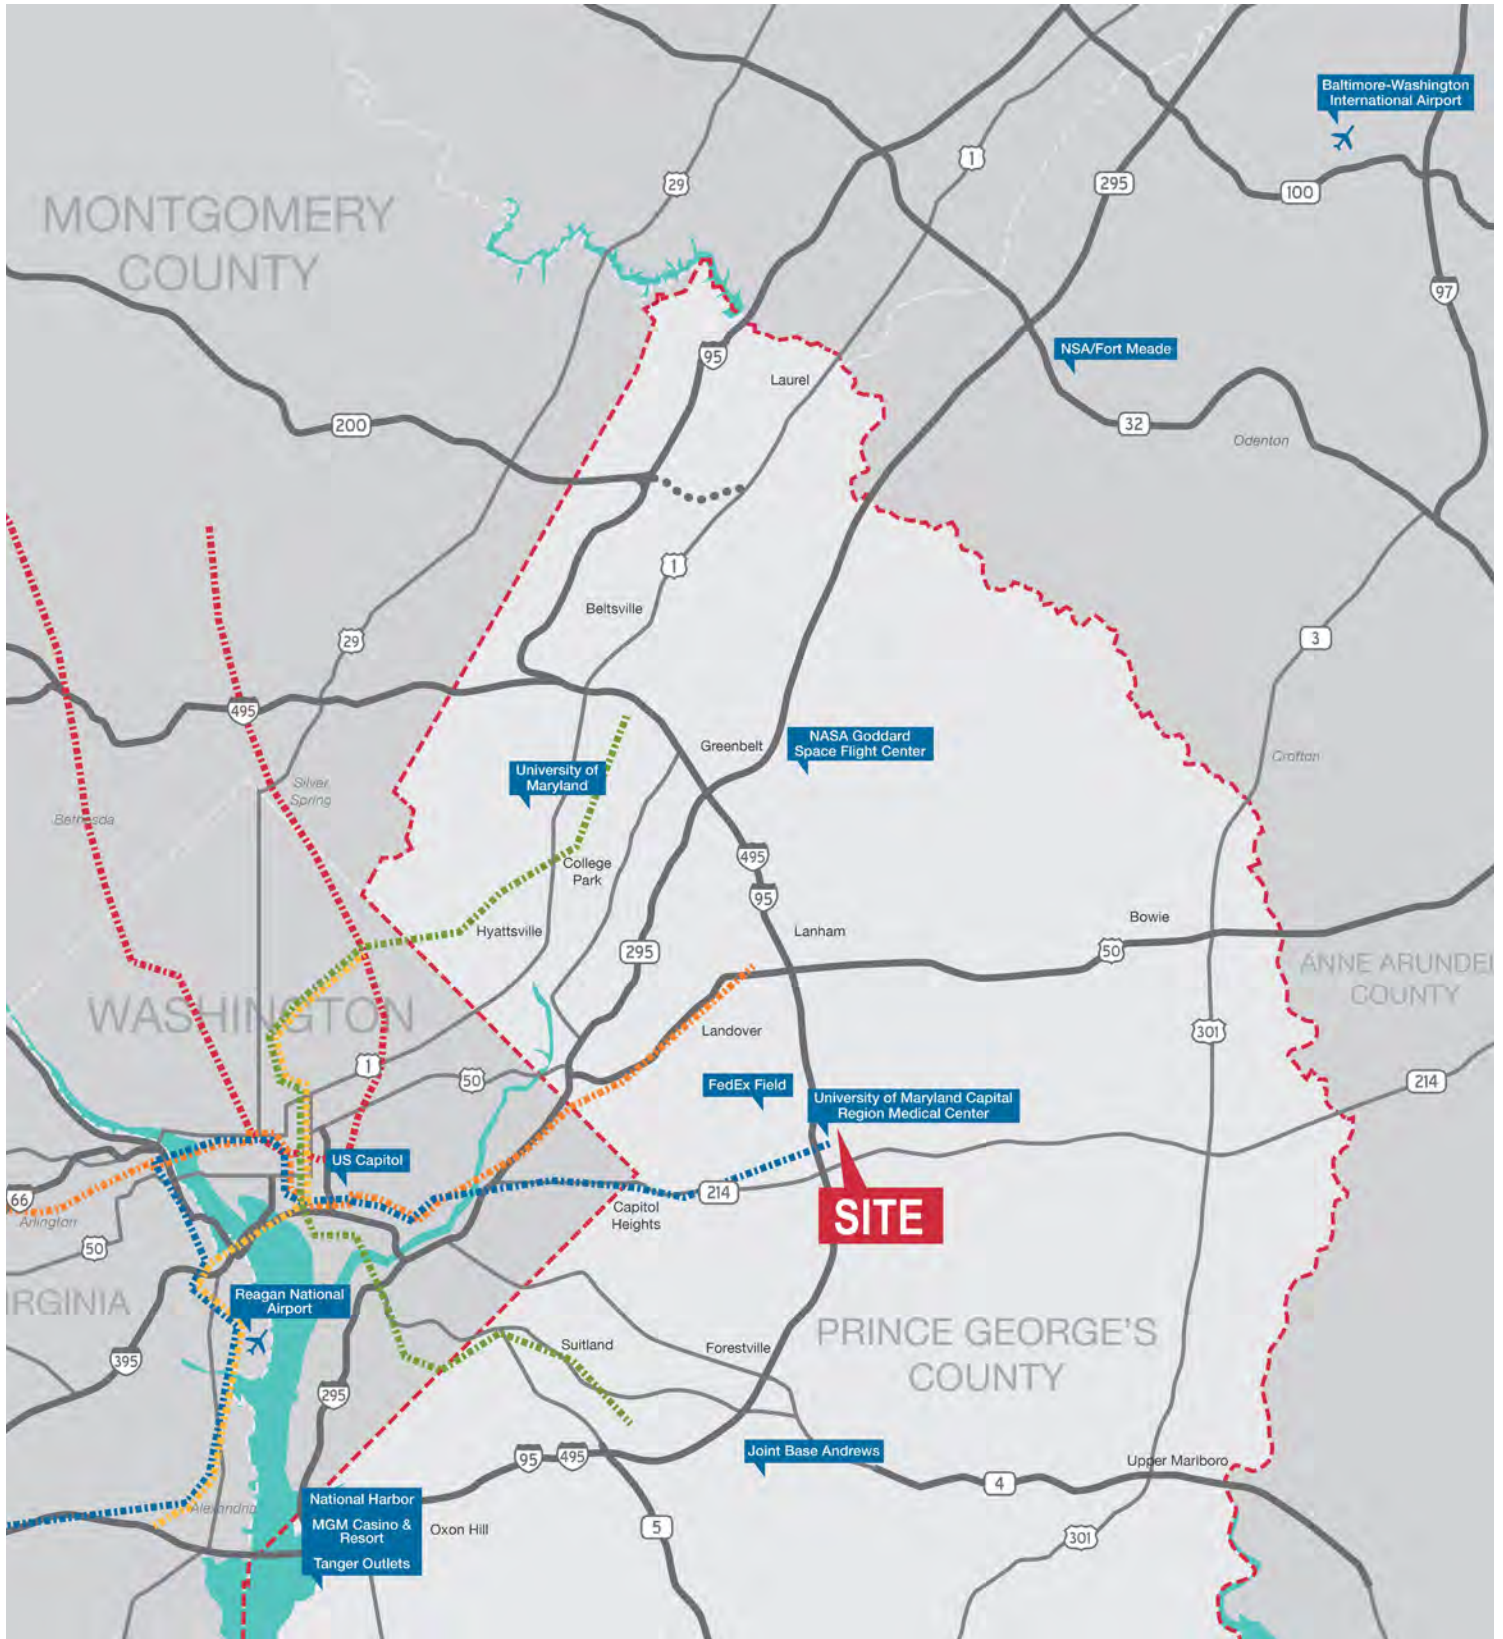 Baltimore-Washington
International Airport
1
29
295
100
MONTGOMERY
COUNTY
97
NSA/Fort Meade
95
Laurel
200
32
Odenton
1
Beltsville
29
3
495
Greenbelt
NASA Goddard
Space Flight Center
Crofton
University of
Maryland
Silver
Spring
Bethesda
495
College
Park
95
Bowie
Hyattsville
Lanham
295
50
ANNE ARUNDEL
COUNTY
WASHINGTON
Landover
301
1
50
FedEx Field
214
University of Maryland Capital
Region Medical Center
US Capitol
66
214
Capitol
Heights
SITE
Arlington
50
IRGINIA
Reagan National
Airport
PRINCE GEORGE'S
COUNTY
Suitland
Forestville
395
295
95
495
Joint Base Andrews
Upper Marlboro
4
Alexandria
National Harbor
MGM Casino &
Resort
Tanger Outlets
Oxon Hill
5
301